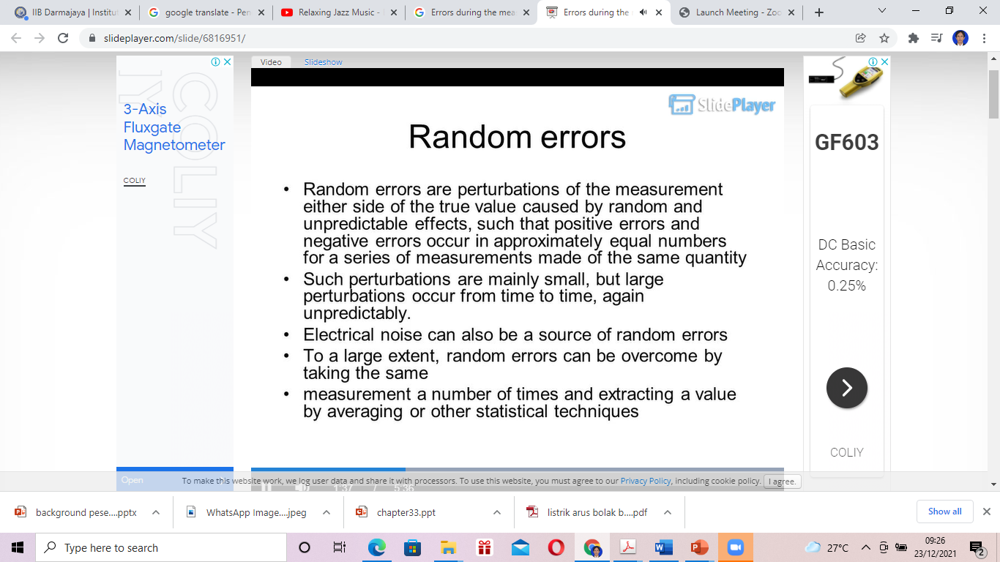 IIB Darmajaya | Institut
google translate - Pen
Relaxing Jazz Music -
Errors during the mea
Errors during the
Launch Meeting - Zoo
slideplayer.com/slide/6816951/
Video
Slideshow
3-Axis
Fluxgate
Magnetometer
COLIY
COLIY
Open
SlidePlayer
Random errors
• Random errors are perturbations of the measurement
either side of the true value caused by random and
unpredictable effects, such that positive errors and
negative errors occur in approximately equal numbers
for a series of measurements made of the same quantity
• Such perturbations are mainly small, but large
perturbations occur from time to time, again
unpredictably.
• Electrical noise can also be a source of random errors
• To a large extent, random errors can be overcome by
taking the same
• measurement a number of times and extracting a value
by averaging or other statistical techniques
GF603
DC Basic
Accuracy:
0.25%
COLIY
To make this website work, we log user data and share it with processors. To use this website, you must agree to our Privacy Policy, including cookie policy.
I agree.
1:37 / 5:36
background pese....pptx
WhatsApp Image....jpeg
chapter33.ppt
listrik arus bolak b....pdf
Show all
Type here to search
27°C
09:26
23/12/2021
2